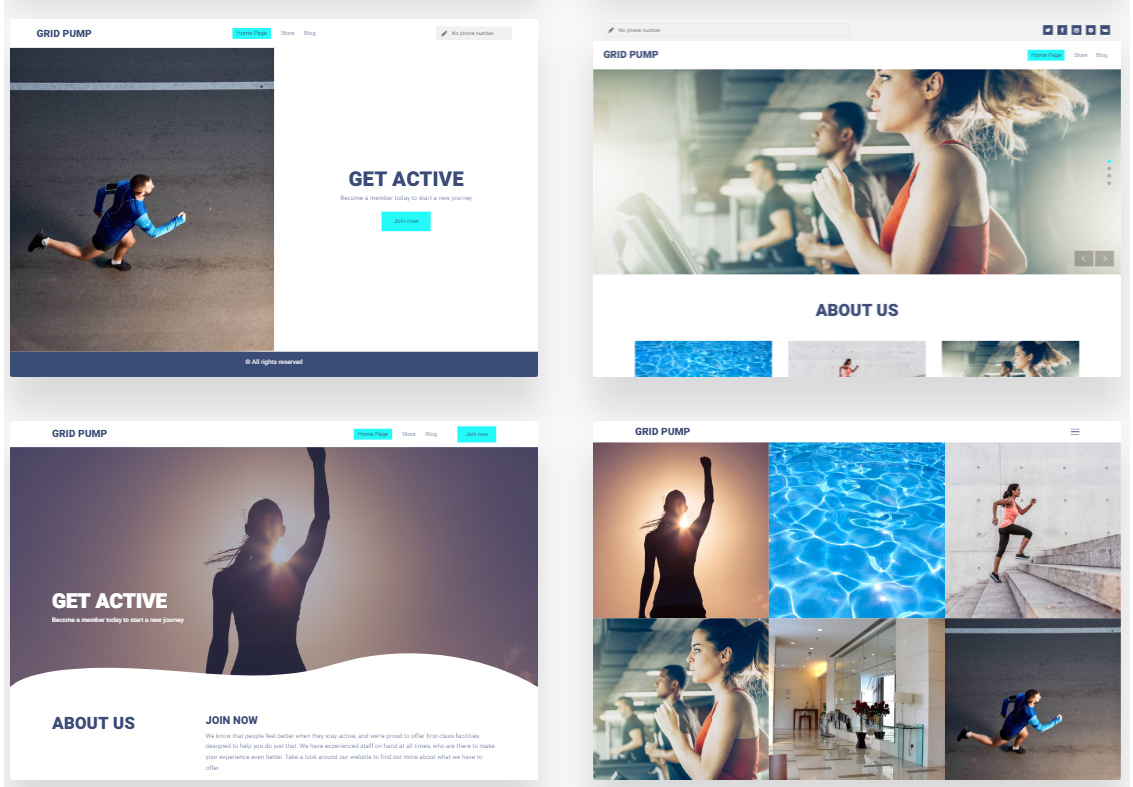 GRID PUMP
Home Page Store Blog
No phone number
GET ACTIVE
Become a member today to start a new journey
Join now
© All rights reserved
No phone number
GRID PUMP
Home Page Store Blog
ABOUT US
GRID PUMP
Home Page Store Blog Join now
GET ACTIVE
Become a member today to start a new journey
ABOUT US
JOIN NOW
We know that people feel better when they stay active, and we're proud to offer first-class facilities
designed to help you do just that. We have experienced staff on hand at all times, who are there to make
your experience even better. Take a look around our website to find out more about what we have to
offer.
GRID PUMP